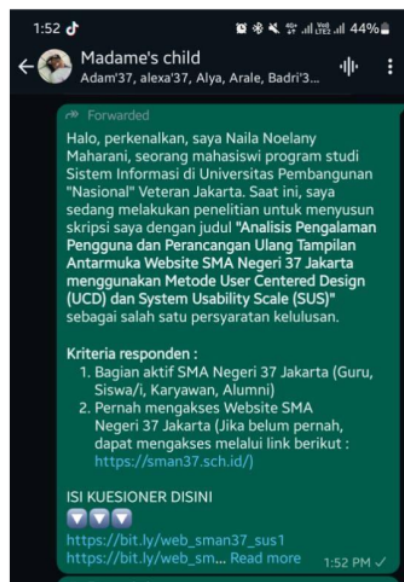 1:52 44%
Madame's child
Adam'37, alexa'37, Alya, Arale, Badri'3...
Forwarded
Halo, perkenalkan, saya Naila Noelany
Maharani, seorang mahasiswi program studi
Sistem Informasi di Universitas Pembangunan
"Nasional" Veteran Jakarta. Saat ini, saya
sedang melakukan penelitian untuk menyusun
skripsi saya dengan judul "Analisis Pengalaman
Pengguna dan Perancangan Ulang Tampilan
Antarmuka Website SMA Negeri 37 Jakarta
menggunakan Metode User Centered Design
(UCD) dan System Usability Scale (SUS)"
sebagai salah satu persyaratan kelulusan.
Kriteria responden :
1. Bagian aktif SMA Negeri 37 Jakarta (Guru,
Siswa/i, Karyawan, Alumni)
2. Pernah mengakses Website SMA
Negeri 37 Jakarta (Jika belum pernah,
dapat mengakses melalui link berikut :
https://sman37.sch.id/)
ISI KUESIONER DISINI
https://bit.ly/web_sman37_sus1
https://bit.ly/web_sm... Read more 1:52 PM